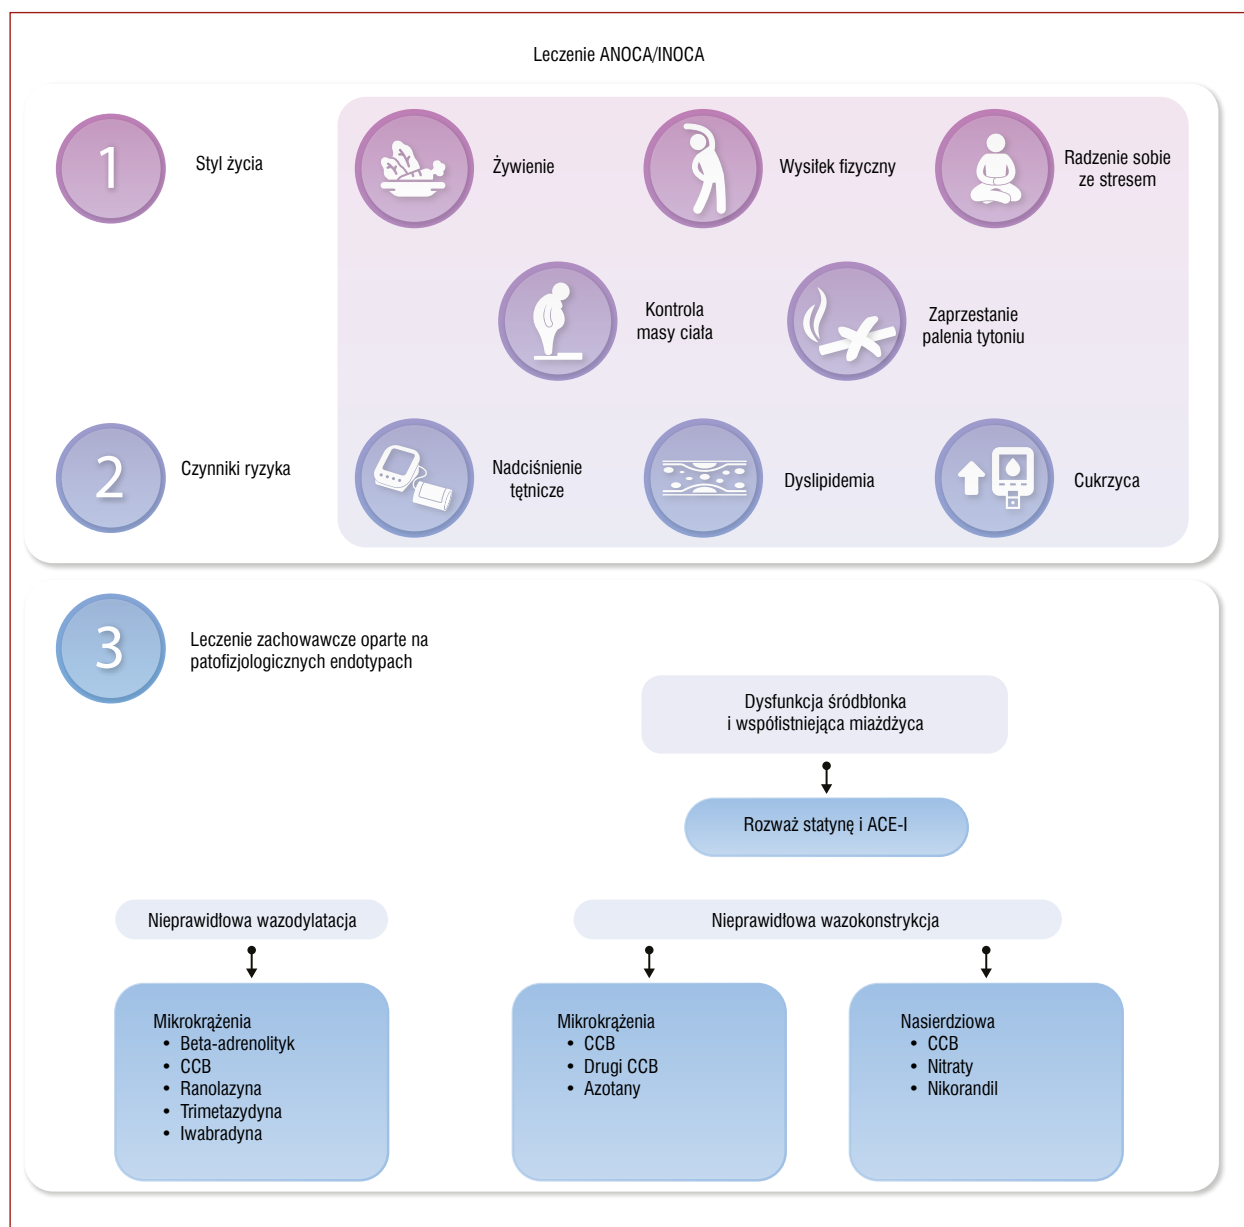 Leczenie ANOCA/INOCA
1
Styl życia
Żywienie
Wysiłek fizyczny
Radzenie sobie
ze stresem
Kontrola
masy ciała
Zaprzestanie
palenia tytoniu
2
Czynniki ryzyka
Nadciśnienie
tętnicze
Dyslipidemia
Cukrzyca
3
Leczenie zachowawcze oparte na
patofizjologicznych endotypach
Dysfunkcja śródbłonka
i współistniejąca miażdżyca
Rozważ statynę i ACE-I
Nieprawidłowa wazodylatacja
Nieprawidłowa wazokonstrykcja
Mikrokrążenia
• Beta-adrenolityk
• CCB
• Ranolazyna
• Trimetazydyna
• Iwabradyna
Mikrokrążenia
• CCB
• Drugi CCB
• Azotany
Nasierdziowa
• CCB
• Nitraty
• Nikorandil